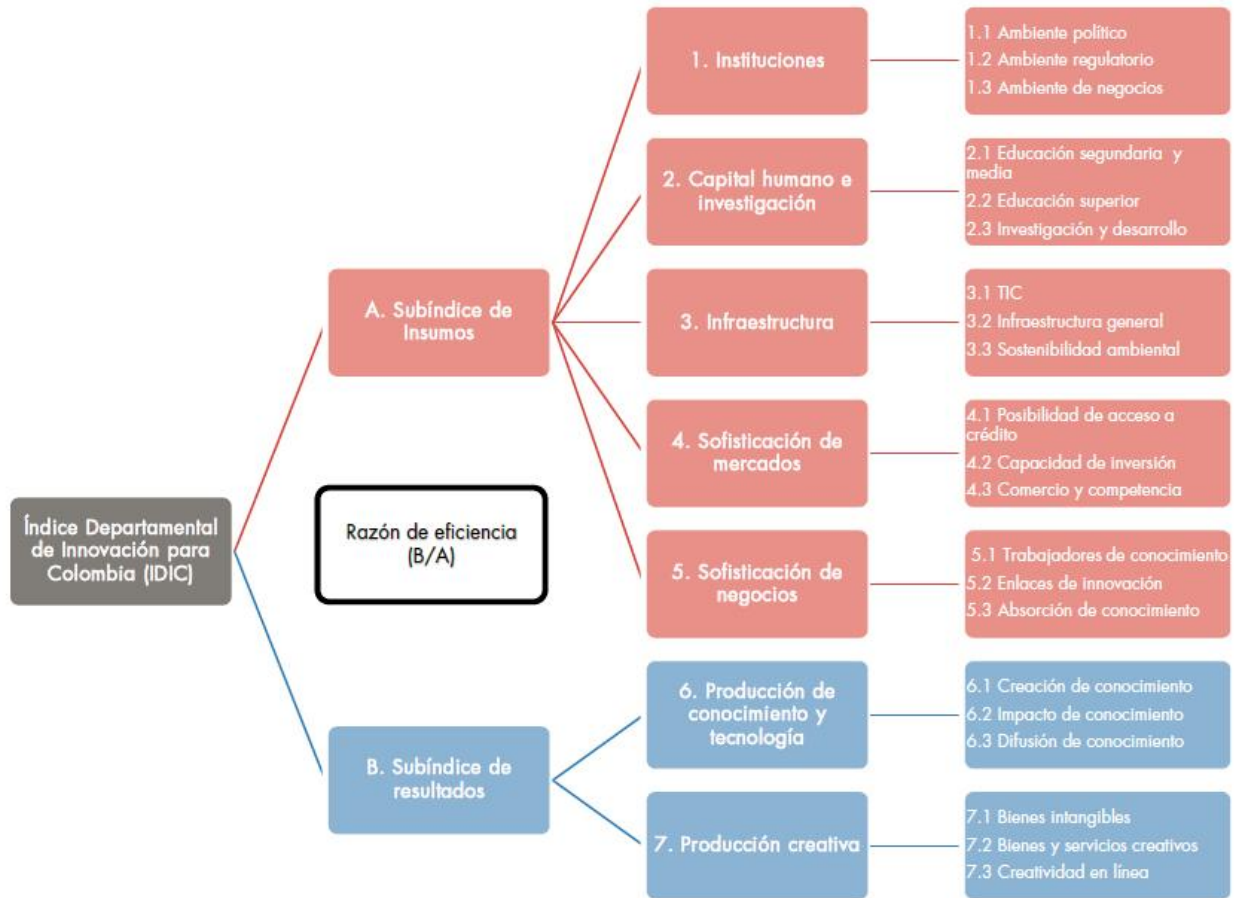 Índice Departamental
de Innovación para
Colombia (IDIC)
A. Subíndice de
Insumos
Razón de eficiencia
(B/A)
B. Subíndice de
resultados
1. Instituciones
1.1 Ambiente político
1.2 Ambiente regulatorio
1.3 Ambiente de negocios
2. Capital humano e
investigación
2.1 Educación segundaria y
media
2.2 Educación superior
2.3 Investigación y desarrollo
3. Infraestructura
3.1 TIC
3.2 Infraestructura general
3.3 Sostenibilidad ambiental
4. Sofisticación de
mercados
4.1 Posibilidad de acceso a
crédito
4.2 Capacidad de inversión
4.3 Comercio y competencia
5. Sofisticación de
negocios
5.1 Trabajadores de conocimiento
5.2 Enlaces de innovación
5.3 Absorción de conocimiento
6. Producción de
conocimiento y
tecnología
6.1 Creación de conocimiento
6.2 Impacto de conocimiento
6.3 Difusión de conocimiento
7. Producción creativa
7.1 Bienes intangibles
7.2 Bienes y servicios creativos
7.3 Creatividad en línea